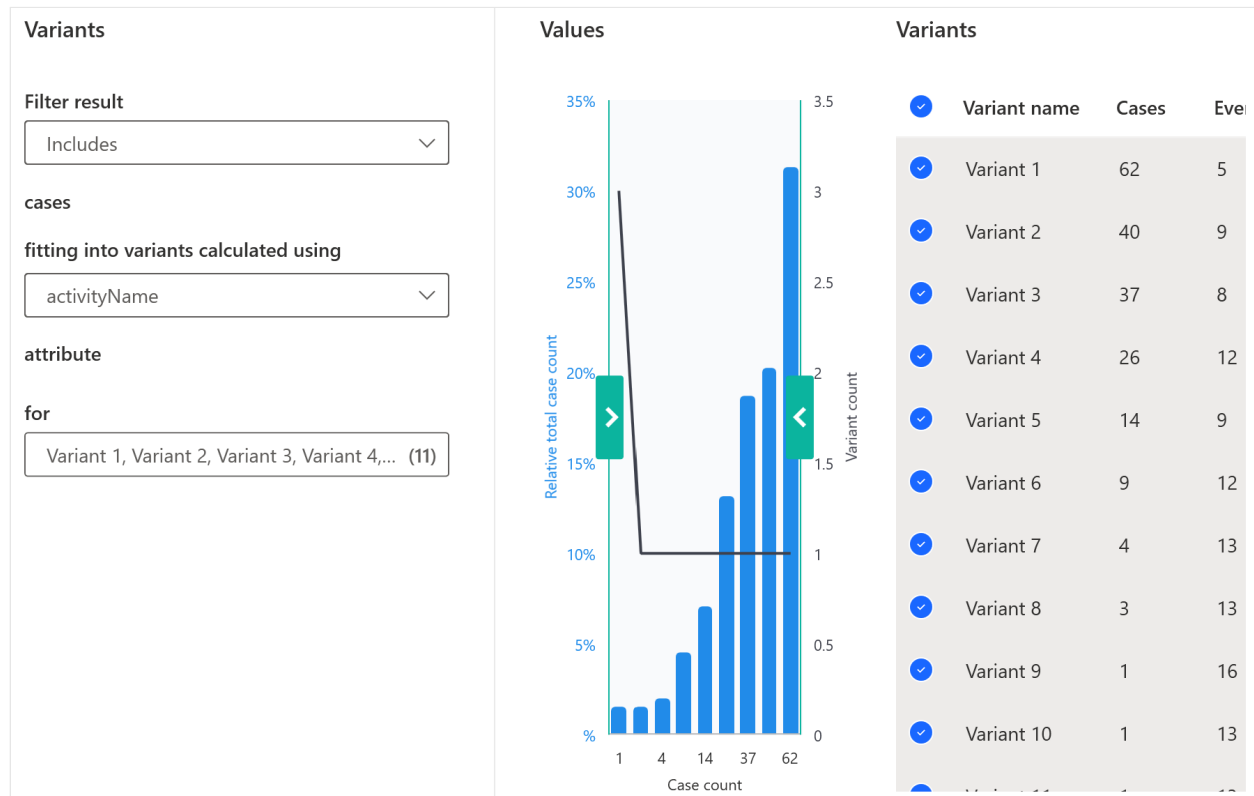 Variants
Filter result
Includes
cases
fitting into variants calculated using
activityName
attribute
for
Variant 1, Variant 2, Variant 3, Variant 4,... (11)
Values
35%
30%
25%
20%
15%
10%
5%
%
Relative total case count
3.5
3
2.5
2
1.5
1
0.5
0
Variant count
1 4 14 37 62
Case count
Variants
Variant name Cases
Variant 1 62 5
Variant 2 40 9
Variant 3 37 8
Variant 4 26 12
Variant 5 14 9
Variant 6 9 12
Variant 7 4 13
Variant 8 3 13
Variant 9 1 16
Variant 10 1 13